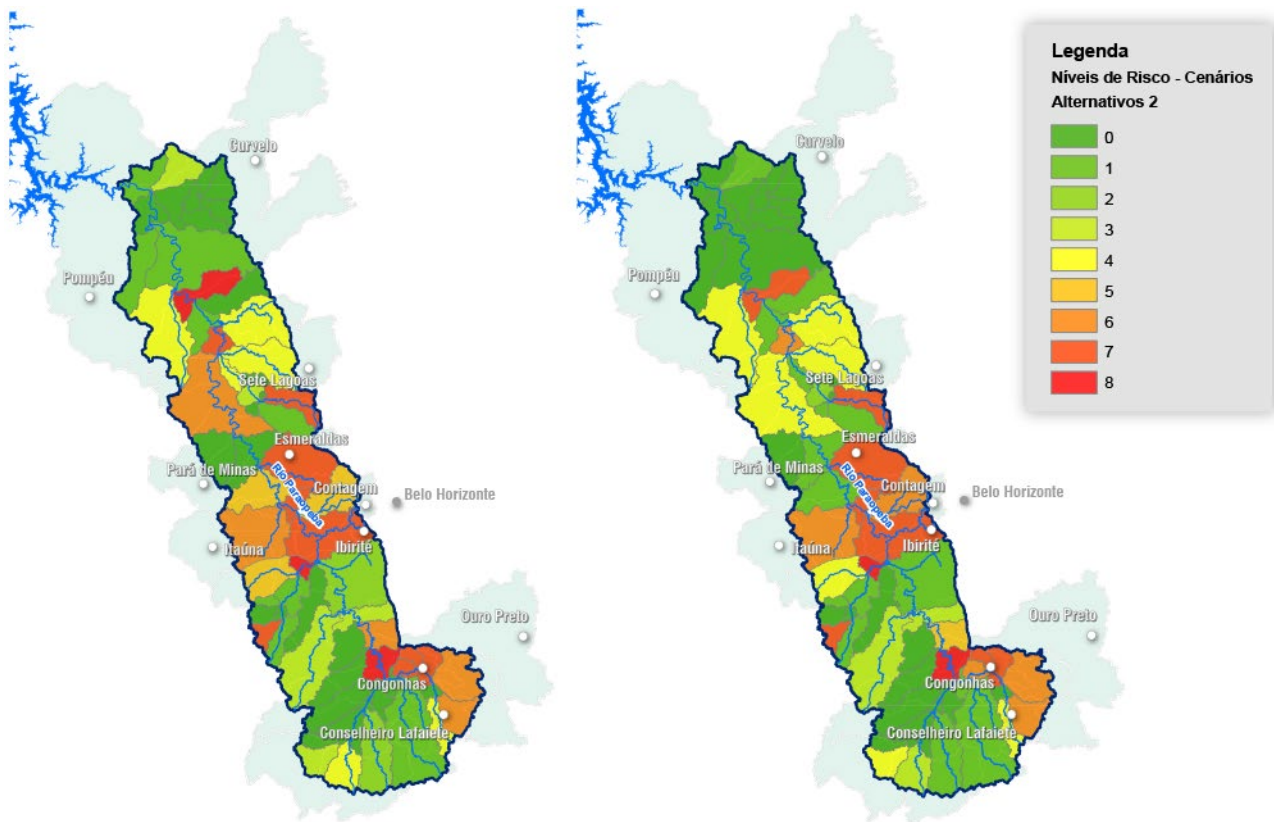 Curvelo
Pompéu
Sete Lagoas
Esmeraldas
Pará de Minas
Rio Paraopeba
Contagem
Belo Horizonte
Itaúna
Ibirité
Ouro Preto
Congonhas
Conselheiro Lafaiete
Curvelo
Pompéu
Sete Lagoas
Esmeraldas
Pará de Minas
Rio Paraopeba
Contagem
Belo Horizonte
Itaúna
Ibirité
Ouro Preto
Congonhas
Conselheiro Lafaiete
Legenda
Níveis de Risco - Cenários
Alternativos 2
0
1
2
3
4
5
6
7
8